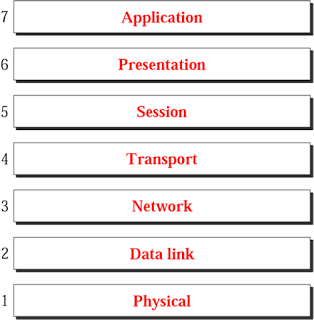 7 Application
6 Presentation
5 Session
4 Transport
3 Network
2 Data link
1 Physical